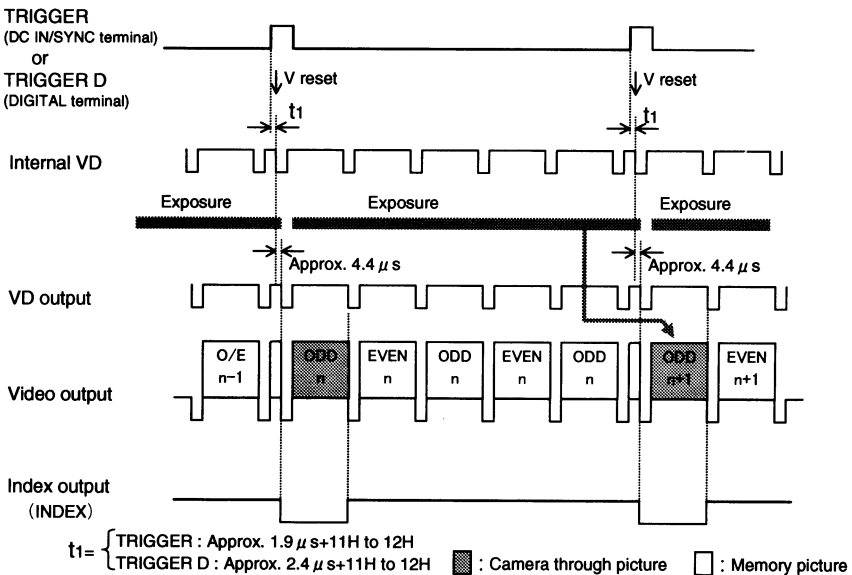 TRIGGER
(DC IN/SYNC terminal)
or
TRIGGER D
(DIGITAL terminal)
V reset
V reset
t1
t1
Internal VD
Exposure
Exposure
Exposure
Approx. 4.4 μ s
Approx. 4.4 μ s
VD output
O/E
n-1
ODD
n
EVEN
n
ODD
n
EVEN
n
ODD
n
ODD
n+1
EVEN
n+1
Video output
Index output
(INDEX)
t1= { TRIGGER : Approx. 1.9 μ s+11H to 12H
TRIGGER D : Approx. 2.4 μ s+11H to 12H
: Camera through picture
: Memory picture